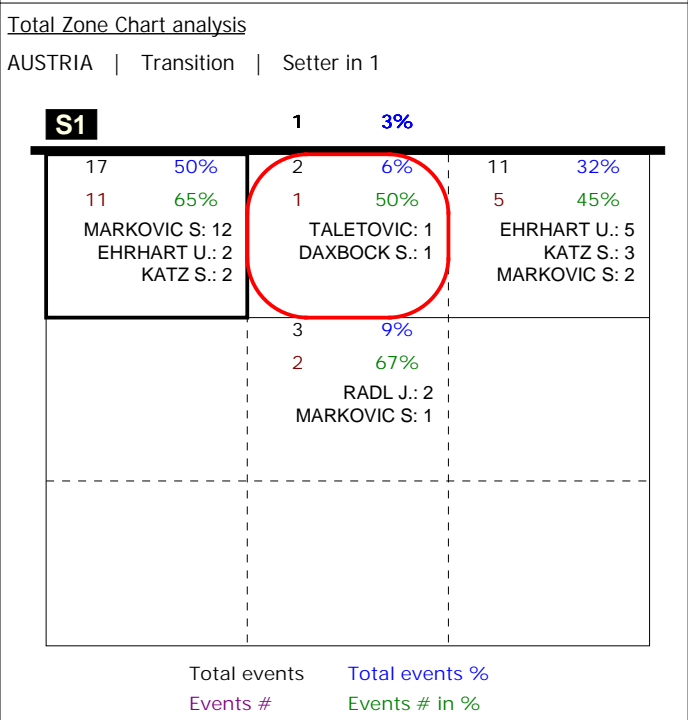 Total Zone Chart analysis
AUSTRIA | Transition | Setter in 1
S1 1 3%
17 50% 2 6% 11 32%
11 65% 1 50% 5 45%
MARKOVIC S: 12 TALETOVIC: 1 EHRHART U.: 5
EHRHART U.: 2 DAXBOCK S.: 1 KATZ S.: 3
KATZ S.: 2 MARKOVIC S: 2
3 9%
2 67%
RADL J.: 2
MARKOVIC S: 1
Total events Total events %
Events # Events # in %